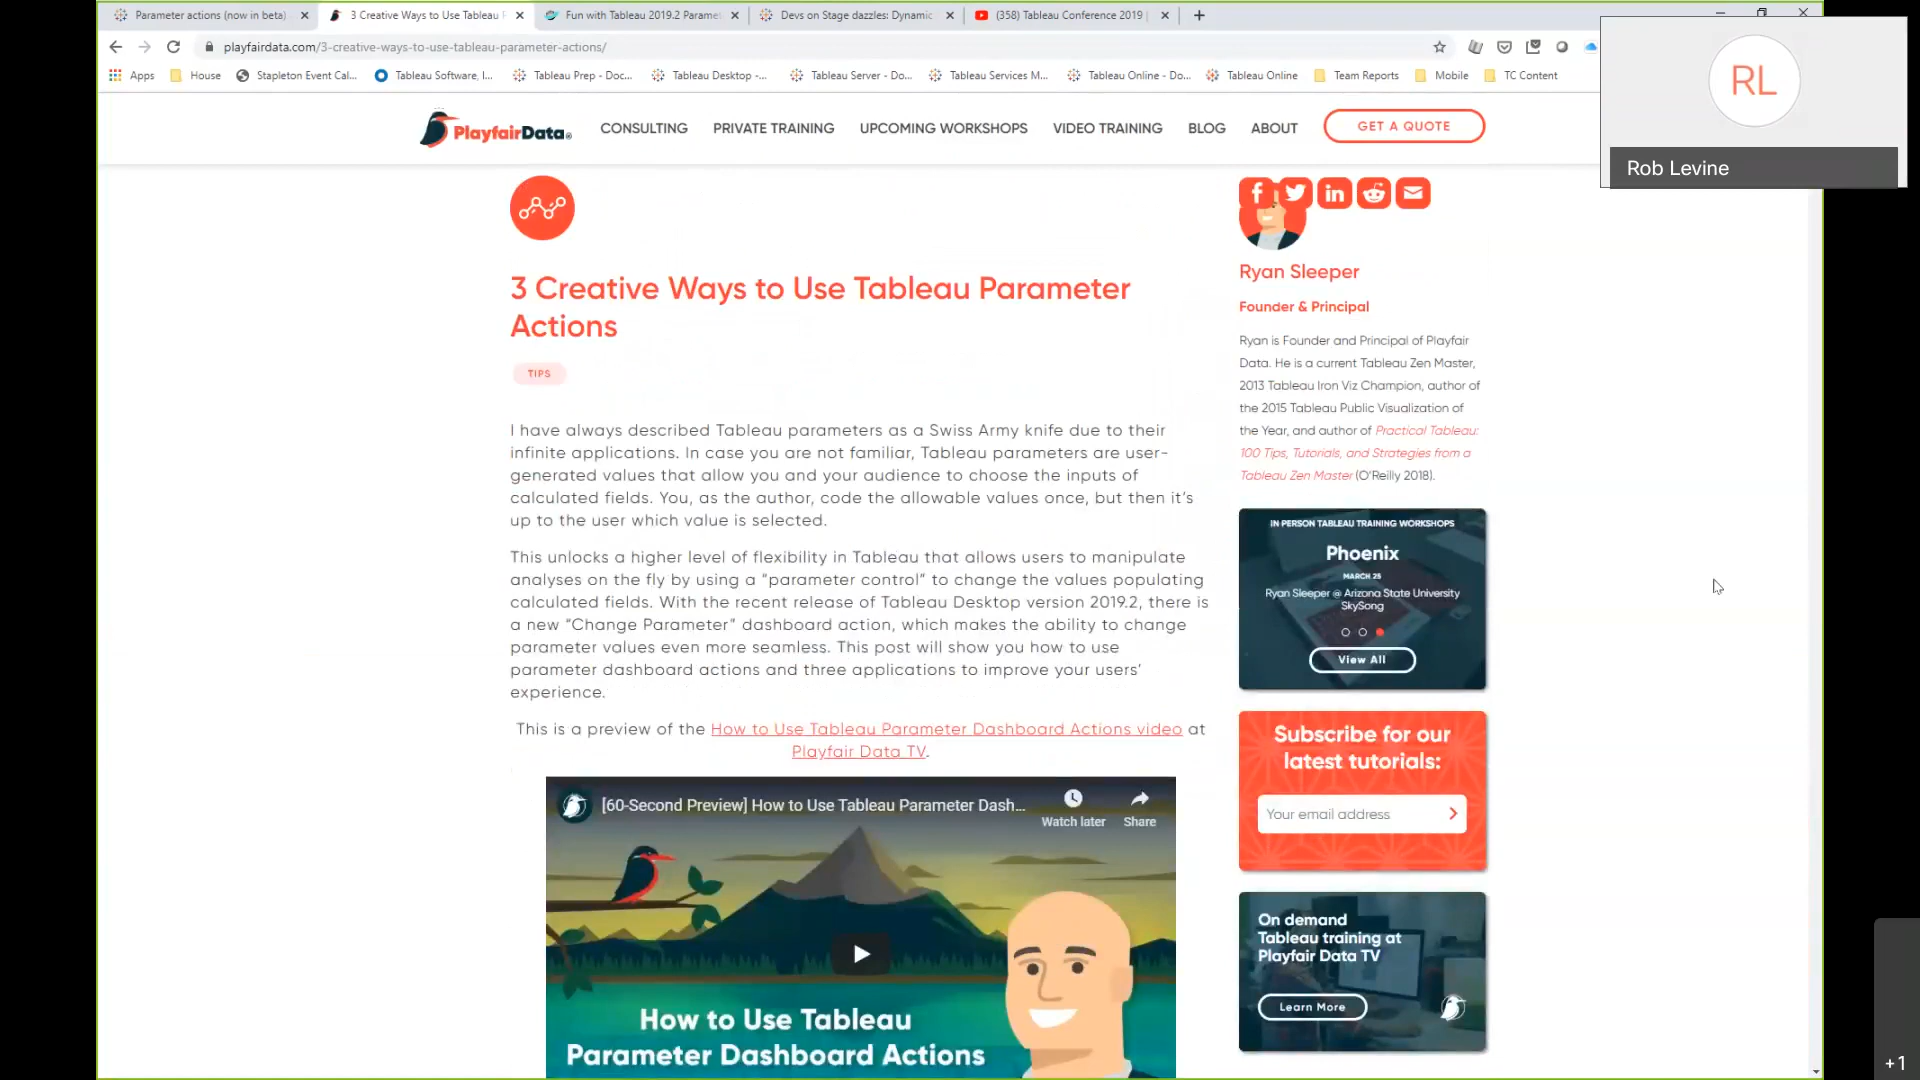 Parameter actions (now in beta)
3 Creative Ways to Use Tableau P
Fun with Tableau 2019.2 Paramet
Devs on Stage dazzles: Dynamic
(358) Tableau Conference 2019 |
playfairdata.com/3-creative-ways-to-use-tableau-parameter-actions/
Apps
House
Stapleton Event Cal...
Tableau Software, I...
Tableau Prep - Doc...
Tableau Desktop -...
Tableau Server - Do...
Tableau Services M...
Tableau Online - Do...
Tableau Online
Team Reports
Mobile
TC Content
RL
Rob Levine
PlayfairData
CONSULTING
PRIVATE TRAINING
UPCOMING WORKSHOPS
VIDEO TRAINING
BLOG
ABOUT
GET A QUOTE
3 Creative Ways to Use Tableau Parameter
Actions
TIPS
I have always described Tableau parameters as a Swiss Army knife due to their
infinite applications. In case you are not familiar, Tableau parameters are user-
generated values that allow you and your audience to choose the inputs of
calculated fields. You, as the author, code the allowable values once, but then it's
up to the user which value is selected.
This unlocks a higher level of flexibility in Tableau that allows users to manipulate
analyses on the fly by using a "parameter control" to change the values populating
calculated fields. With the recent release of Tableau Desktop version 2019.2, there is
a new "Change Parameter" dashboard action, which makes the ability to change
parameter values even more seamless. This post will show you how to use
parameter dashboard actions and three applications to improve your users'
experience.
This is a preview of the How to Use Tableau Parameter Dashboard Actions video at
Playfair Data TV.
[60-Second Preview] How to Use Tableau Parameter Dash...
Watch later
Share
How to Use Tableau
Parameter Dashboard Actions
Ryan Sleeper
Founder & Principal
Ryan is Founder and Principal of Playfair
Data. He is a current Tableau Zen Master,
2013 Tableau Iron Viz Champion, author of
the 2015 Tableau Public Visualization of
the Year, and author of Practical Tableau:
100 Tips, Tutorials, and Strategies from a
Tableau Zen Master (O'Reilly 2018).
IN PERSON TABLEAU TRAINING WORKSHOPS
Phoenix
MARCH 25
Ryan Sleeper @ Arizona State University
SkySong
View All
Subscribe for our
latest tutorials:
Your email address
On demand
Tableau training at
Playfair Data TV
Learn More
+1